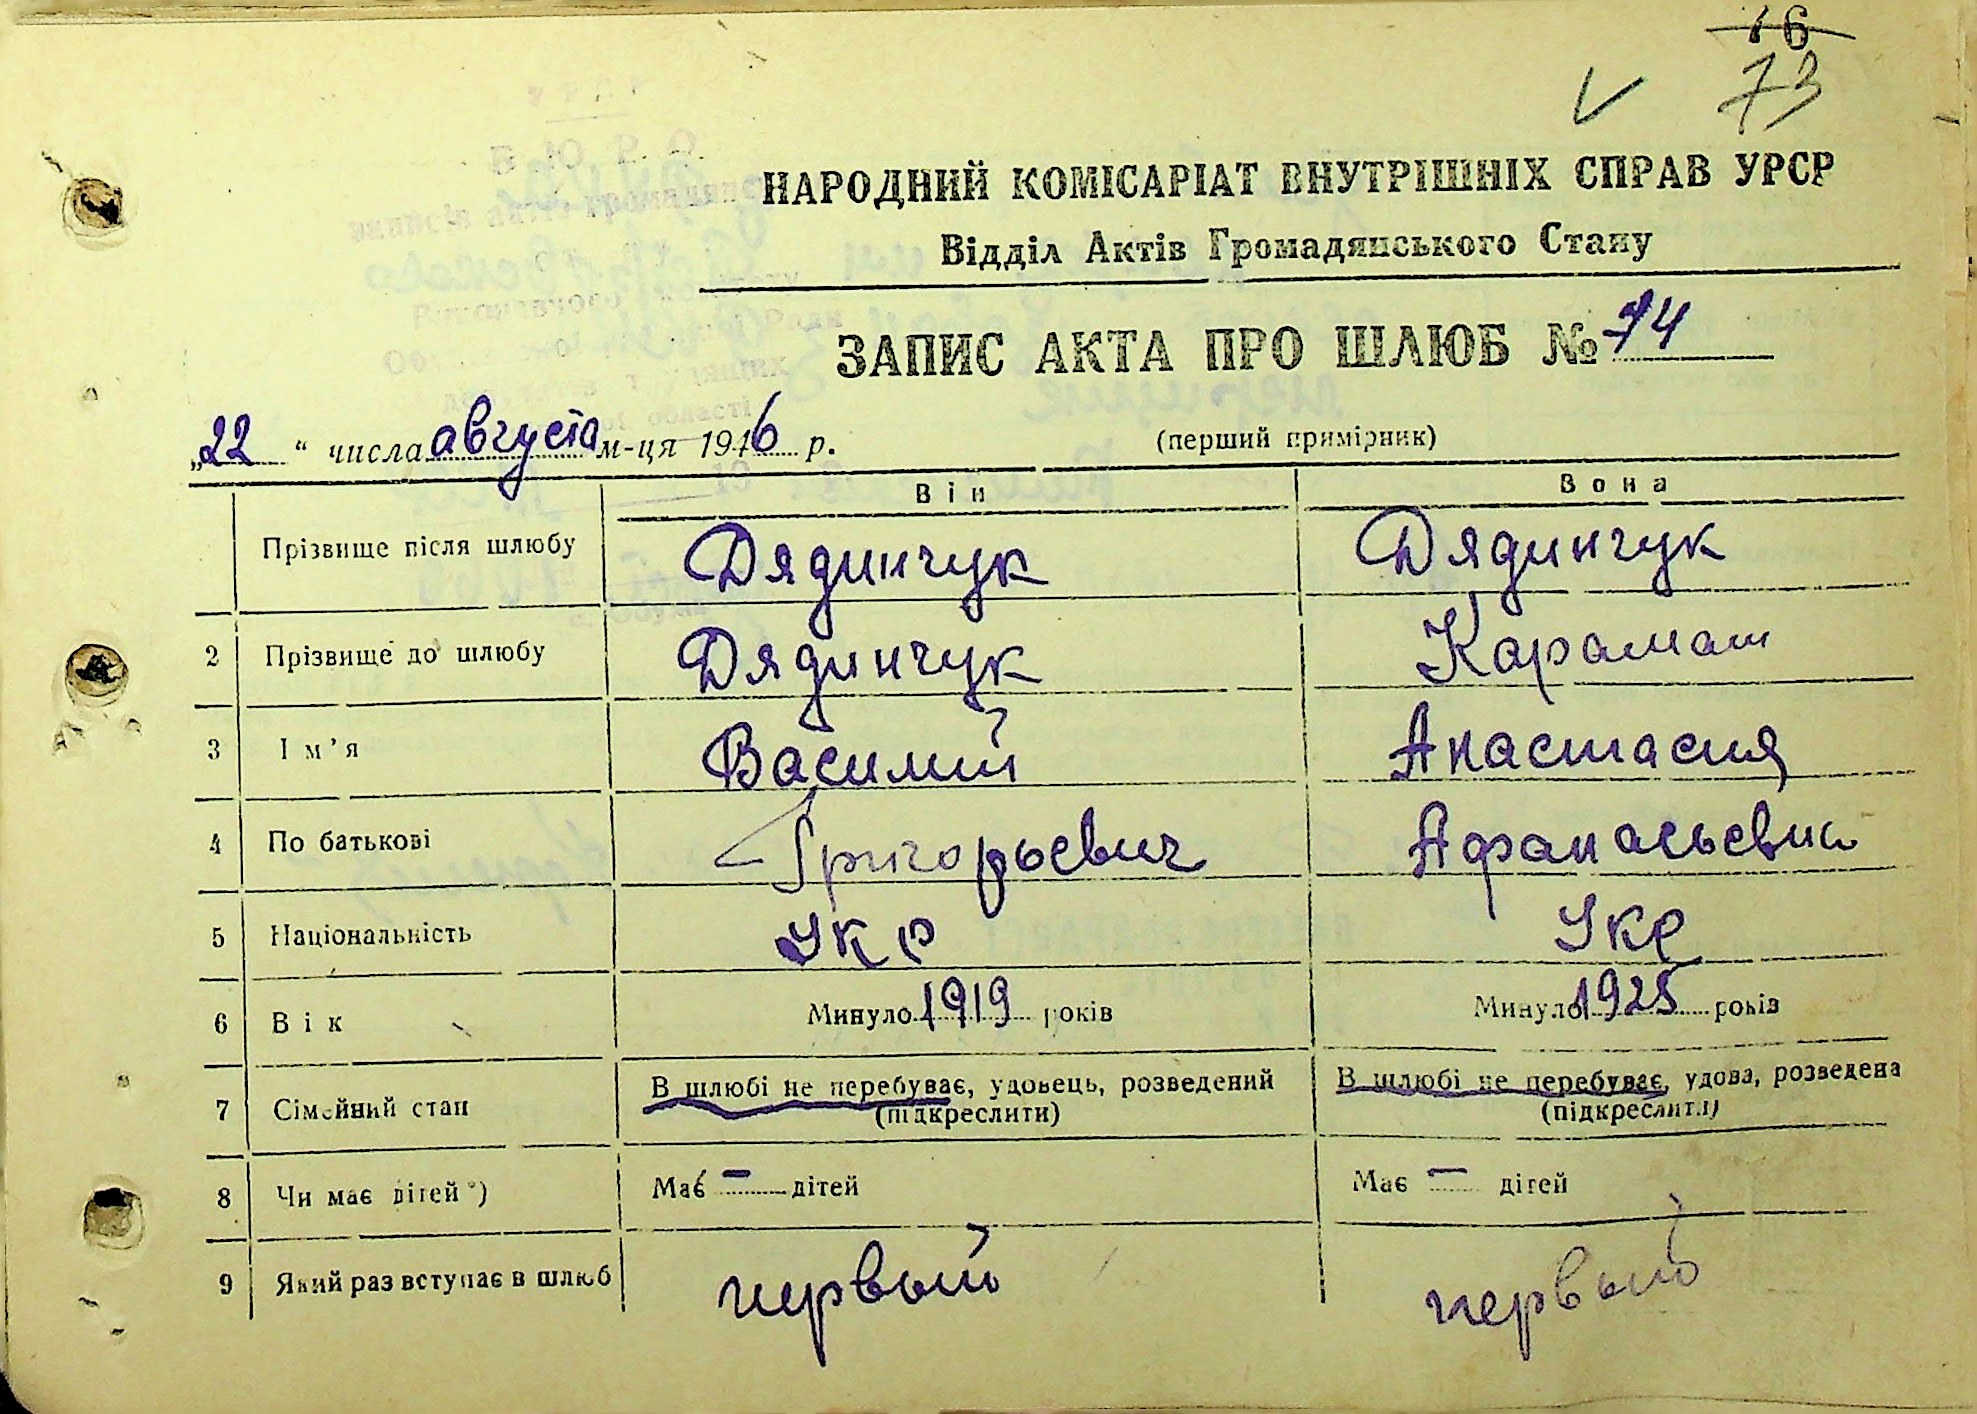 16
V 73
НАРОДНИЙ КОМІСАРІАТ ВНУТРІШНІХ СПРАВ УРСР
Відділ Актів Громадянського Стану
ЗАПИС АКТА ПРО ШЛЮБ № 74
„22“ числа августа м-ця 1946 р. (перший примірник)
Він Вона
Прізвище після шлюбу Дядинчук Дядинчук
2 Прізвище до шлюбу Дядинчук Караман
3 Ім'я Василий Анастасия
4 По батькові Григорьевич Афанасьевна
5 Національність Укр Укр
6 Вік Минуло 1919 років Минуло 1925 років
7 Сімейний стан В шлюбі не перебуває, удовець, розведений В шлюбі не перебуває, удова, розведена
(підкреслити) (підкреслити)
8 Чи має дітей*) Має – дітей Має – дітей
9 Який раз вступає в шлюб первый первый